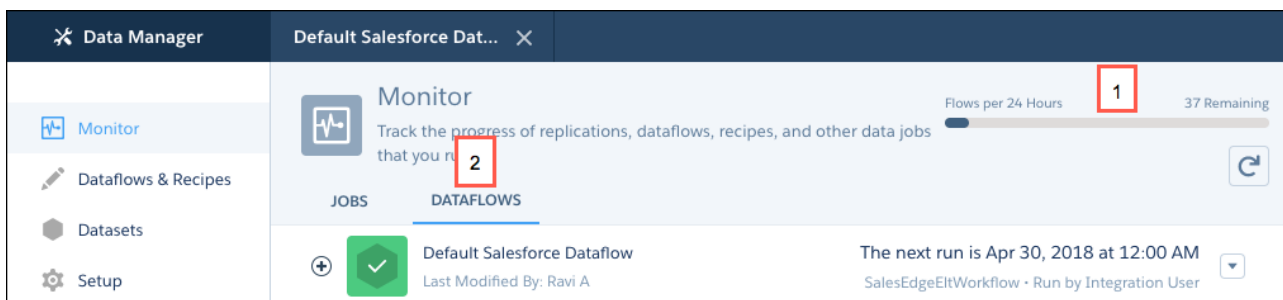 Data Manager
Default Salesforce Dat...
Monitor
Dataflows & Recipes
Datasets
Setup
Monitor
Track the progress of replications, dataflows, recipes, and other data jobs
that you ru
Flows per 24 Hours
1
37 Remaining
2
JOBS
DATAFLOWS
Default Salesforce Dataflow
Last Modified By: Ravi A
The next run is Apr 30, 2018 at 12:00 AM
SalesEdgeEltWorkflow • Run by Integration User